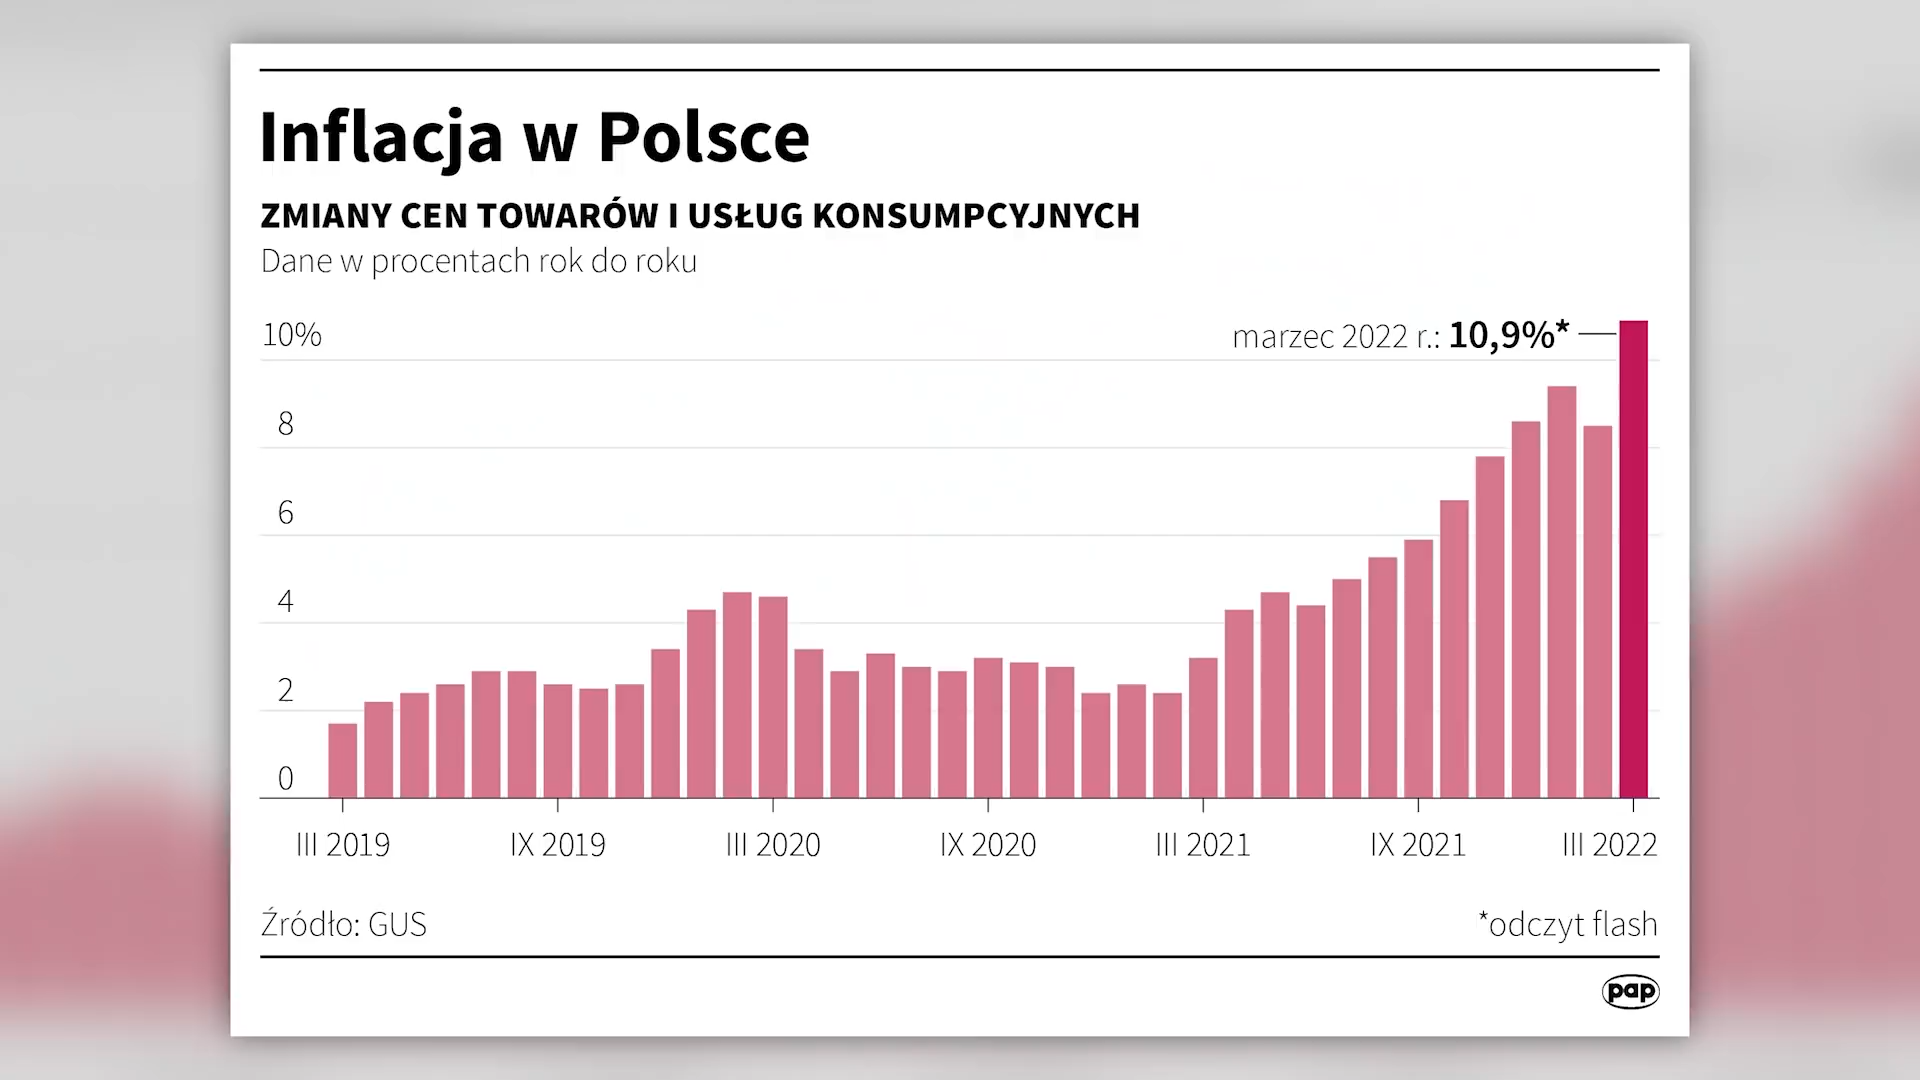 Inflacja w Polsce
ZMIANY CEN TOWARÓW I USŁUG KONSUMPCYJNYCH
Dane w procentach rok do roku
10%
marzec 2022 r.: 10,9%*
8
6
4
2
0
III 2019 IX 2019 III 2020 IX 2020 III 2021 IX 2021 III 2022
Źródło: GUS *odczyt flash
pap